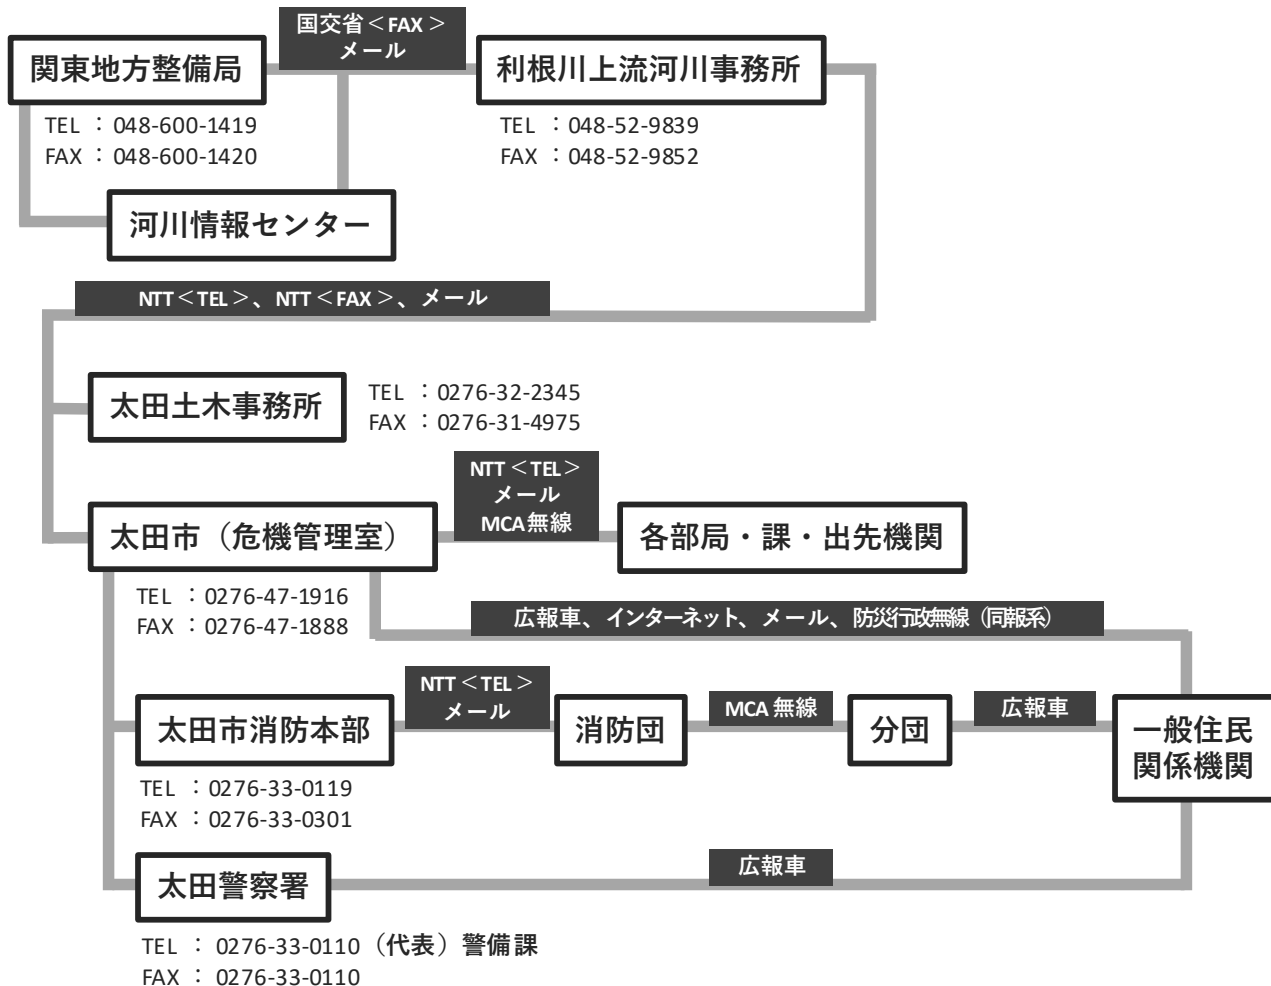 国交省＜FAX＞
メール
関東地方整備局
利根川上流河川事務所
TEL ：048-600-1419
FAX ：048-600-1420
TEL ：048-52-9839
FAX ：048-52-9852
河川情報センター
NTT＜TEL＞、NTT＜FAX＞、メール
太田土木事務所
TEL ：0276-32-2345
FAX ：0276-31-4975
NTT＜TEL＞
メール
MCA無線
太田市（危機管理室）
各部局・課・出先機関
TEL ：0276-47-1916
FAX ：0276-47-1888
広報車、インターネット、メール、防災行政無線（同報系）
NTT＜TEL＞
メール
MCA無線
広報車
太田市消防本部
消防団
分団
一般住民
関係機関
TEL ：0276-33-0119
FAX ：0276-33-0301
広報車
太田警察署
TEL ： 0276-33-0110（代表）警備課
FAX ： 0276-33-0110